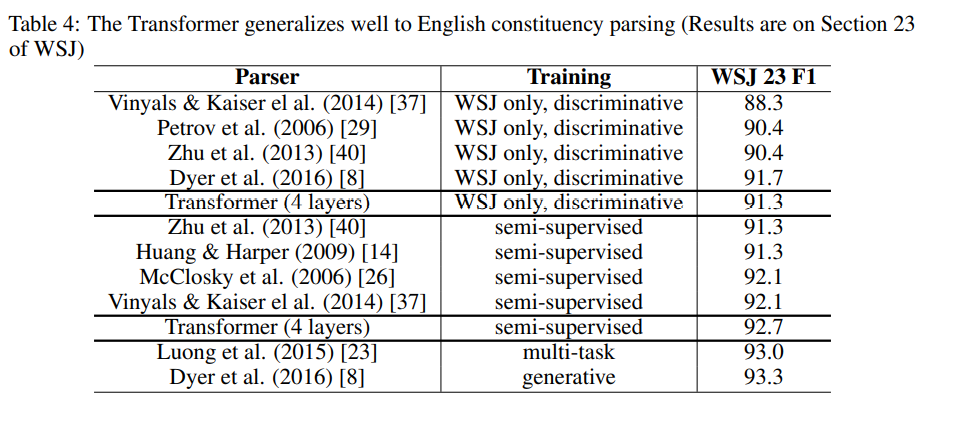 Table 4: The Transformer generalizes well to English constituency parsing (Results are on Section 23
of WSJ)
Parser Training WSJ 23 F1
Vinyals & Kaiser el al. (2014) [37] WSJ only, discriminative 88.3
Petrov et al. (2006) [29] WSJ only, discriminative 90.4
Zhu et al. (2013) [40] WSJ only, discriminative 90.4
Dyer et al. (2016) [8] WSJ only, discriminative 91.7
Transformer (4 layers) WSJ only, discriminative 91.3
Zhu et al. (2013) [40] semi-supervised 91.3
Huang & Harper (2009) [14] semi-supervised 91.3
McClosky et al. (2006) [26] semi-supervised 92.1
Vinyals & Kaiser el al. (2014) [37] semi-supervised 92.1
Transformer (4 layers) semi-supervised 92.7
Luong et al. (2015) [23] multi-task 93.0
Dyer et al. (2016) [8] generative 93.3